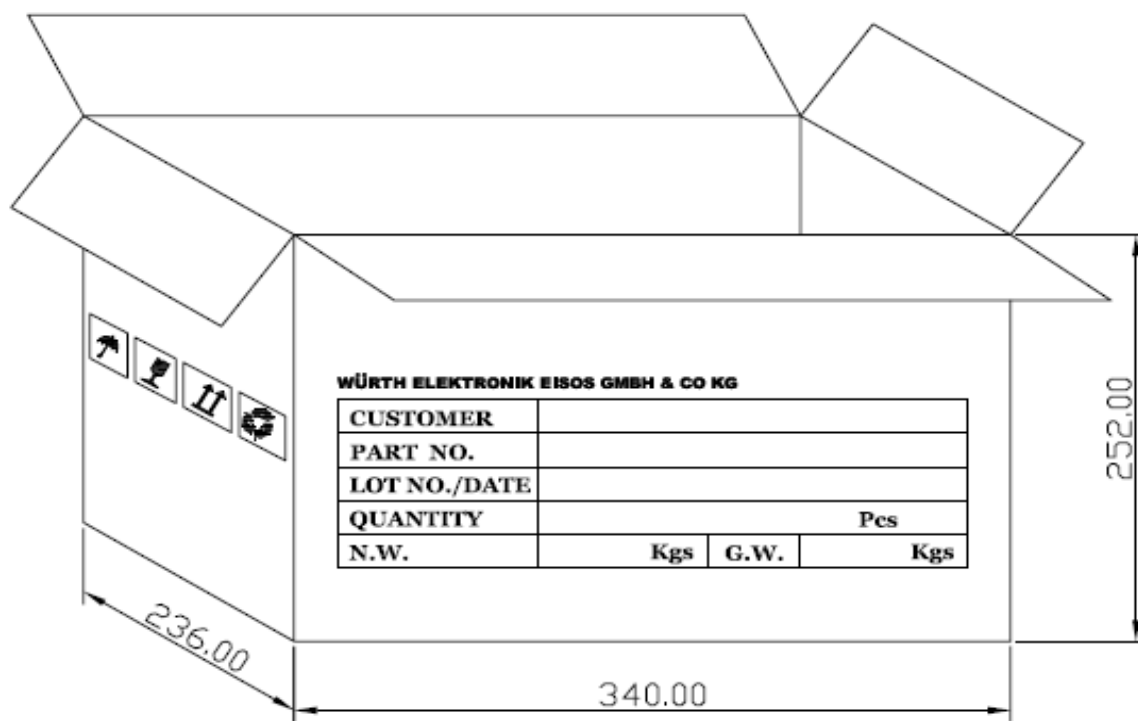 WÜRTH ELEKTRONIK EISOS GMBH & CO KG
CUSTOMER
PART NO.
LOT NO./DATE
QUANTITY Pcs
N.W. Kgs G.W. Kgs
252.00
236.00
340.00